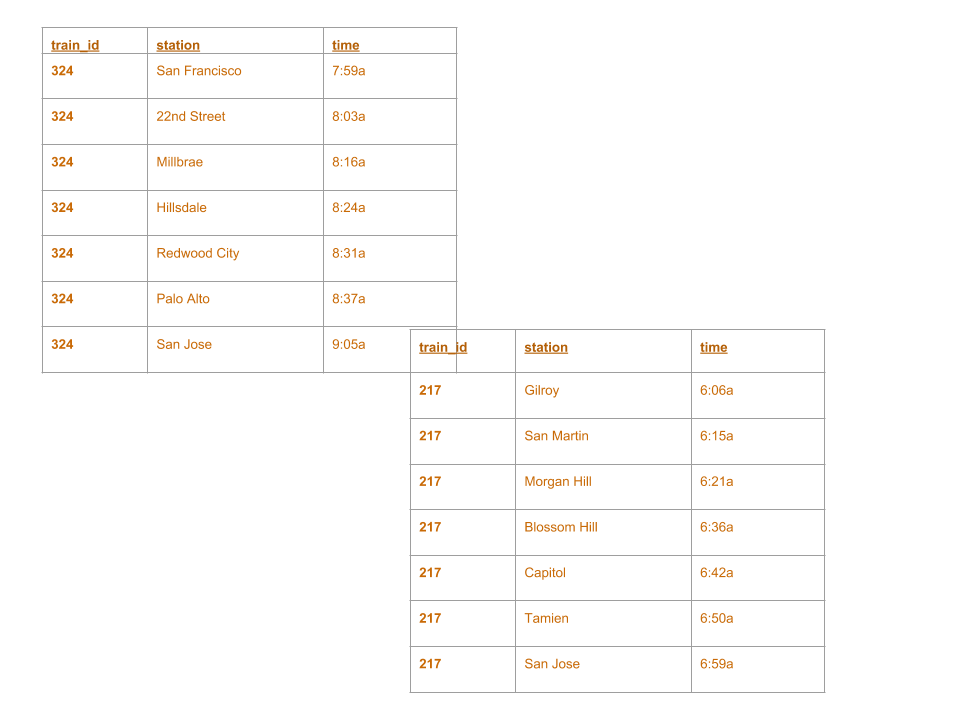 train_id station time
324 San Francisco 7:59a
324 22nd Street 8:03a
324 Millbrae 8:16a
324 Hillsdale 8:24a
324 Redwood City 8:31a
324 Palo Alto 8:37a
324 San Jose 9:05a
train_id station time
217 Gilroy 6:06a
217 San Martin 6:15a
217 Morgan Hill 6:21a
217 Blossom Hill 6:36a
217 Capitol 6:42a
217 Tamien 6:50a
217 San Jose 6:59a